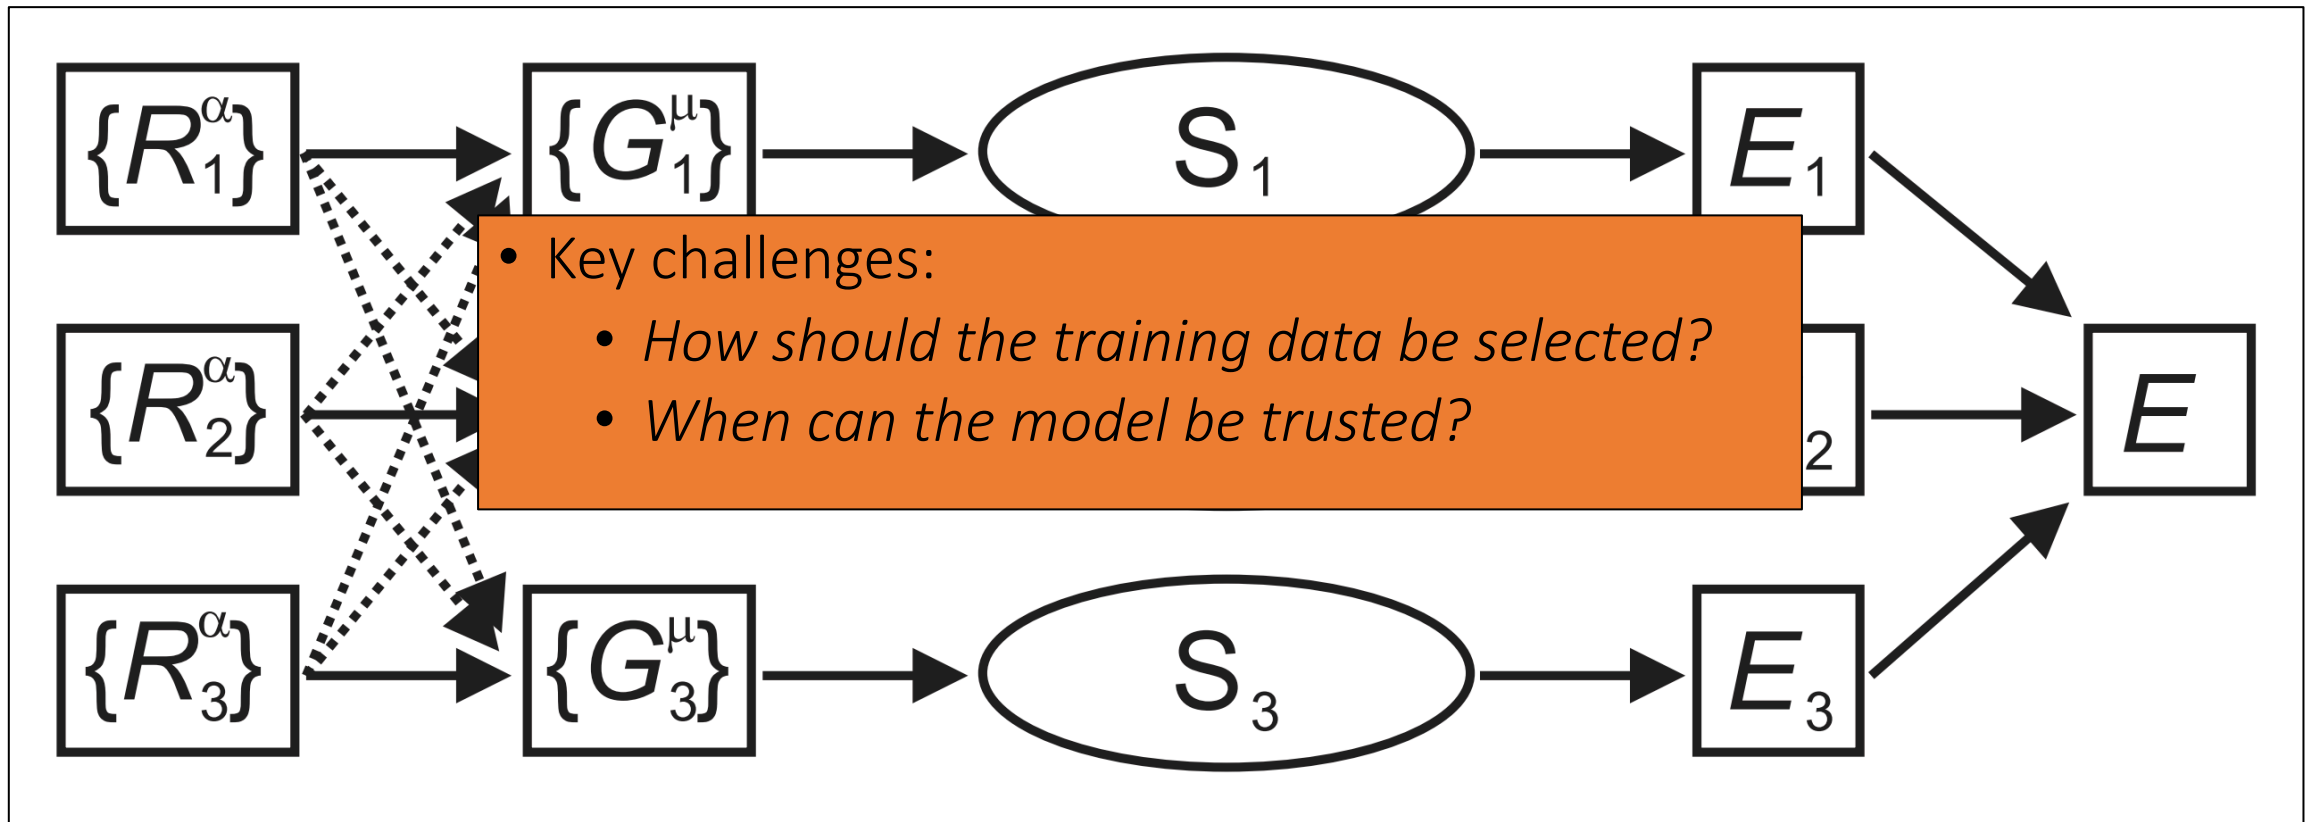 {R₁^α} {G₁^μ} S₁ E₁
• Key challenges:
• How should the training data be selected?
{R₂^α} ₂ E
• When can the model be trusted?
{R₃^α} {G₃^μ} S₃ E₃